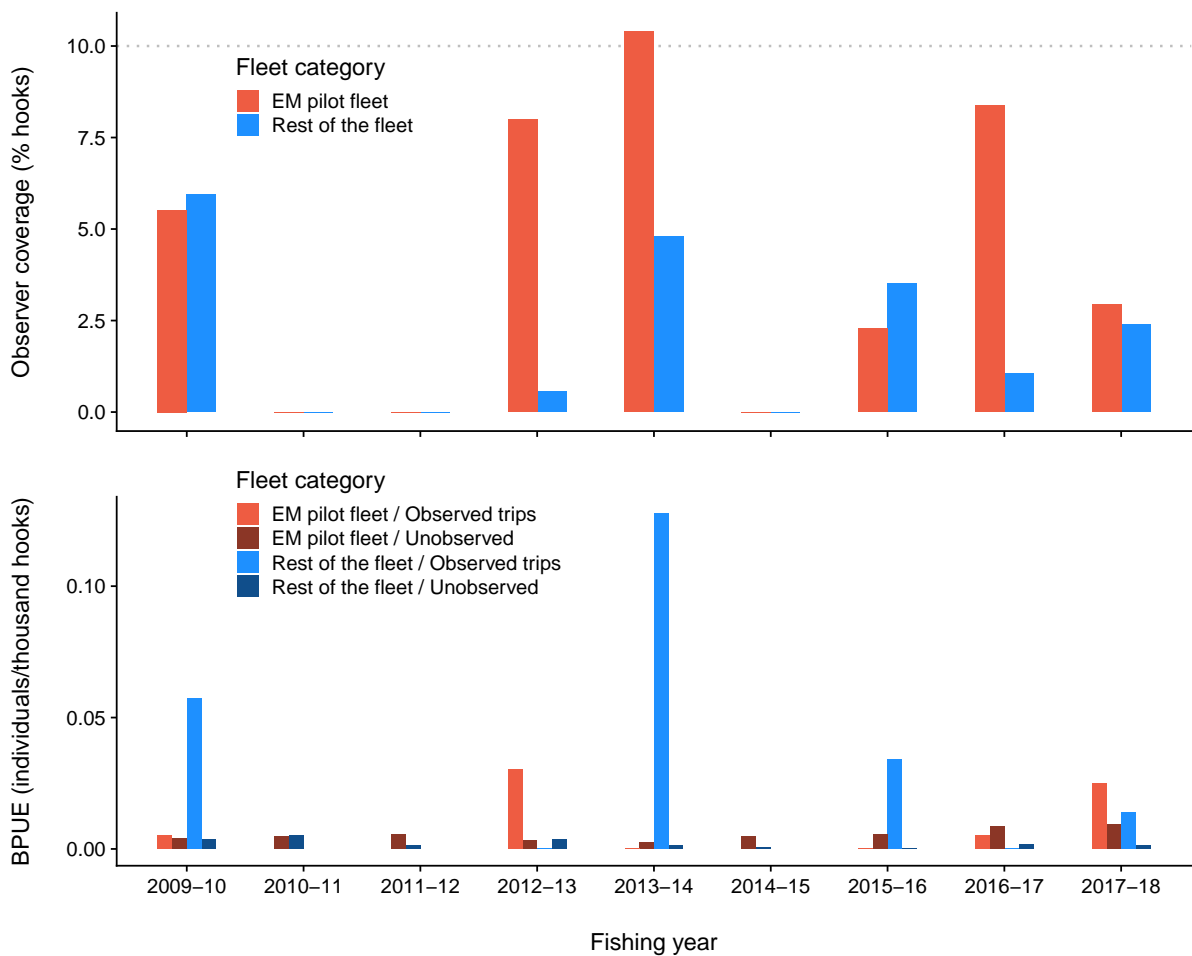 Observer coverage (% hooks)
10.0
7.5
5.0
2.5
0.0
Fleet category
EM pilot fleet
Rest of the fleet
BPUE (individuals/thousand hooks)
0.10
0.05
0.00
Fleet category
EM pilot fleet / Observed trips
EM pilot fleet / Unobserved
Rest of the fleet / Observed trips
Rest of the fleet / Unobserved
2009–10 2010–11 2011–12 2012–13 2013–14 2014–15 2015–16 2016–17 2017–18
Fishing year